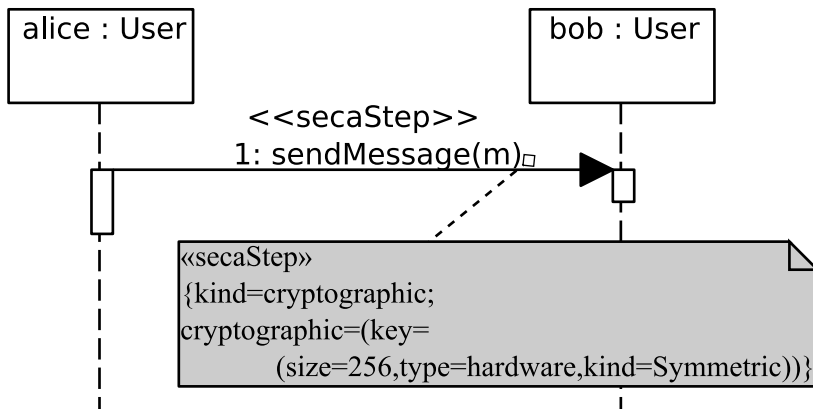 alice : User
bob : User
<<secaStep>>
1: sendMessage(m)
«secaStep»
{kind=cryptographic;
cryptographic=(key=
(size=256,type=hardware,kind=Symmetric))}